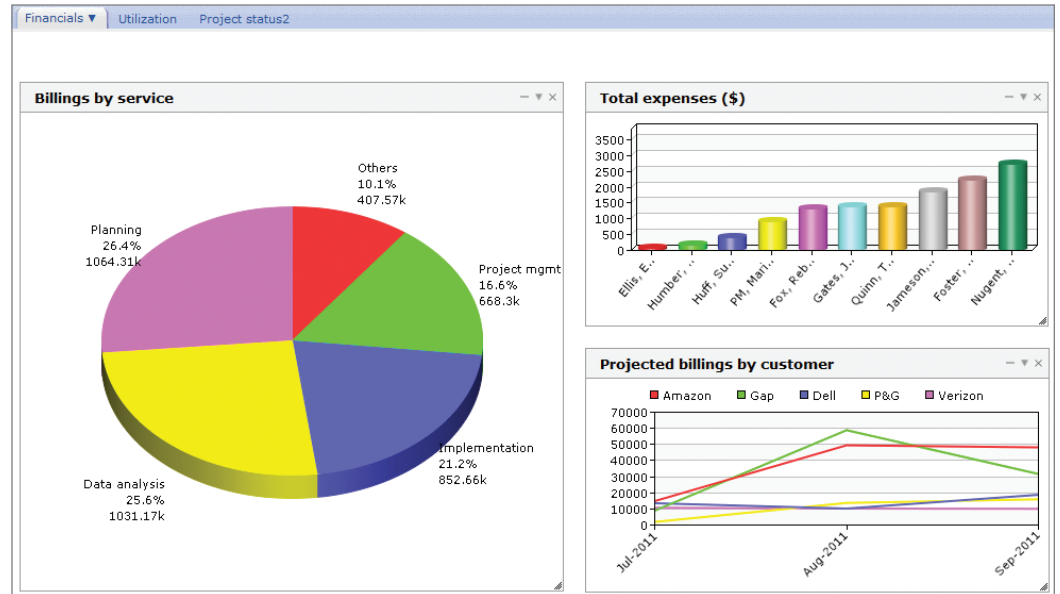 Financials ▼ Utilization Project status2
Billings by service
Others
10.1%
407.57k
Planning
26.4%
1064.31k
Project mgmt
16.6%
668.3k
Implementation
21.2%
852.66k
Data analysis
25.6%
1031.17k
Total expenses ($)
3500
3000
2500
2000
1500
1000
500
0
Ellis, E..
Humber, ..
Huff, Su..
PM, Mari..
Fox, Reb..
Gates, J..
Quinn, T..
Jameson,..
Foster, ..
Nugent, ..
Projected billings by customer
Amazon Gap Dell P&G Verizon
70000
60000
50000
40000
30000
20000
10000
0
Jul-2011
Aug-2011
Sep-2011